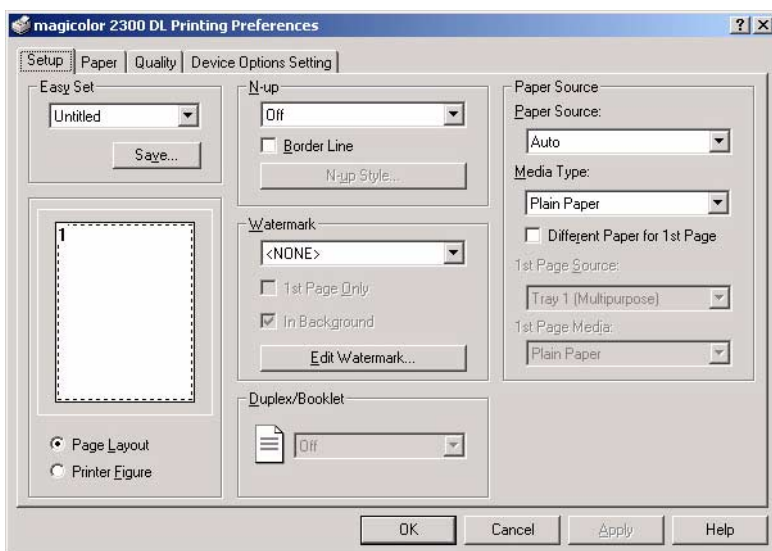 magicolor 2300 DL Printing Preferences
Setup
Paper
Quality
Device Options Setting
Easy Set
Untitled
Save...
1
Page Layout
Printer Figure
N-up
Off
Border Line
N-up Style...
Watermark
<NONE>
1st Page Only
In Background
Edit Watermark...
Duplex/Booklet
Off
Paper Source
Paper Source:
Auto
Media Type:
Plain Paper
Different Paper for 1st Page
1st Page Source:
Tray 1 (Multipurpose)
1st Page Media:
Plain Paper
OK
Cancel
Apply
Help